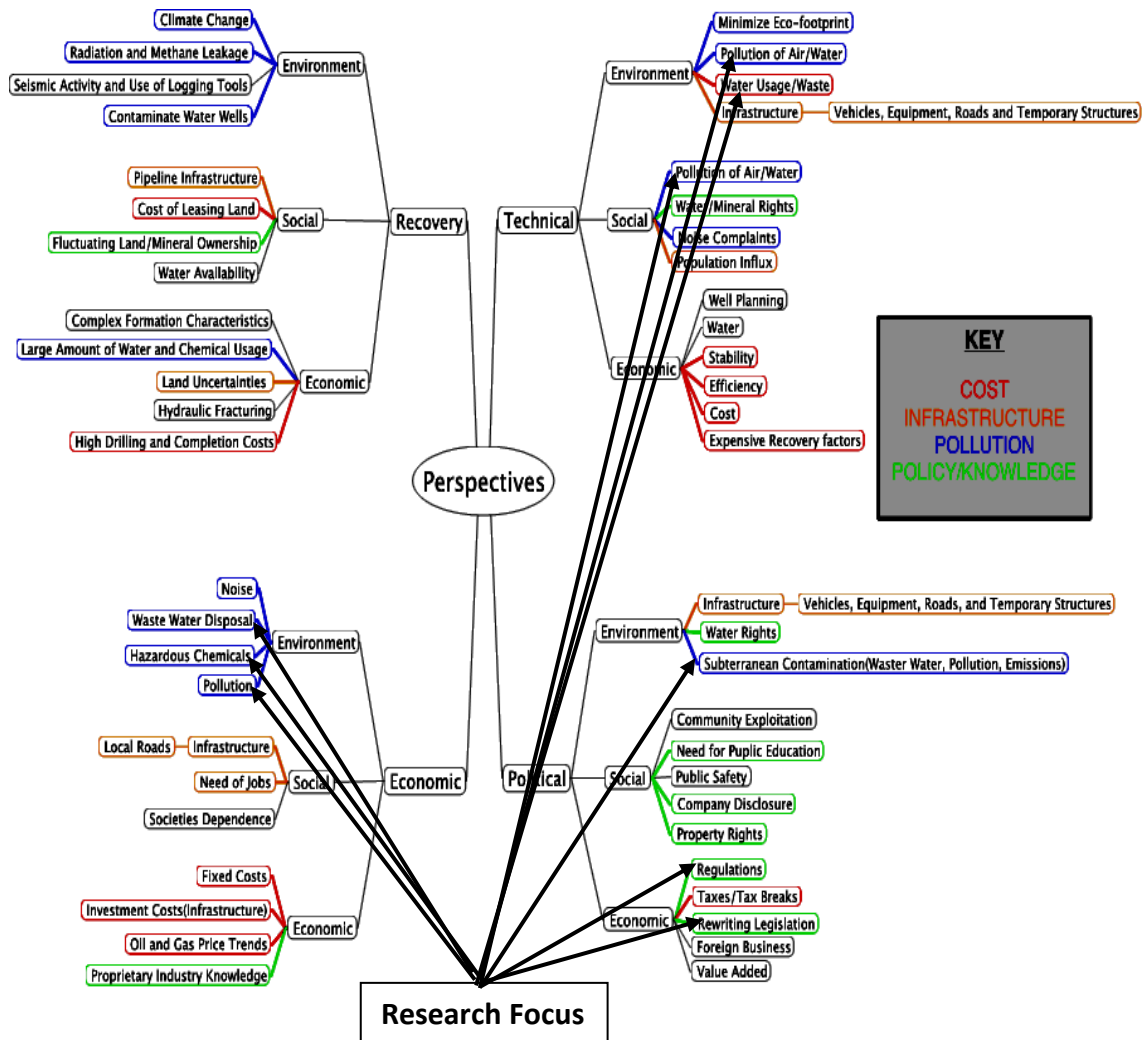 Climate Change
Radiation and Methane Leakage
Seismic Activity and Use of Logging Tools
Contaminate Water Wells
Environment
Pipeline Infrastructure
Cost of Leasing Land
Fluctuating Land/Mineral Ownership
Water Availability
Social
Recovery
Complex Formation Characteristics
Large Amount of Water and Chemical Usage
Land Uncertainties
Hydraulic Fracturing
High Drilling and Completion Costs
Economic
Minimize Eco-footprint
Pollution of Air/Water
Water Usage/Waste
Infrastructure
Vehicles, Equipment, Roads and Temporary Structures
Environment
Pollution of Air/Water
Water/Mineral Rights
Noise Complaints
Population Influx
Social
Technical
Well Planning
Water
Stability
Efficiency
Cost
Expensive Recovery factors
Economic
KEY
COST
INFRASTRUCTURE
POLLUTION
POLICY/KNOWLEDGE
Perspectives
Noise
Waste Water Disposal
Hazardous Chemicals
Pollution
Environment
Local Roads
Infrastructure
Need of Jobs
Societies Dependence
Social
Economic
Fixed Costs
Investment Costs(Infrastructure)
Oil and Gas Price Trends
Proprietary Industry Knowledge
Economic
Infrastructure
Vehicles, Equipment, Roads, and Temporary Structures
Water Rights
Subterranean Contamination(Waster Water, Pollution, Emissions)
Environment
Community Exploitation
Need for Puplic Education
Public Safety
Company Disclosure
Property Rights
Social
Political
Regulations
Taxes/Tax Breaks
Rewriting Legislation
Foreign Business
Value Added
Economic
Research Focus